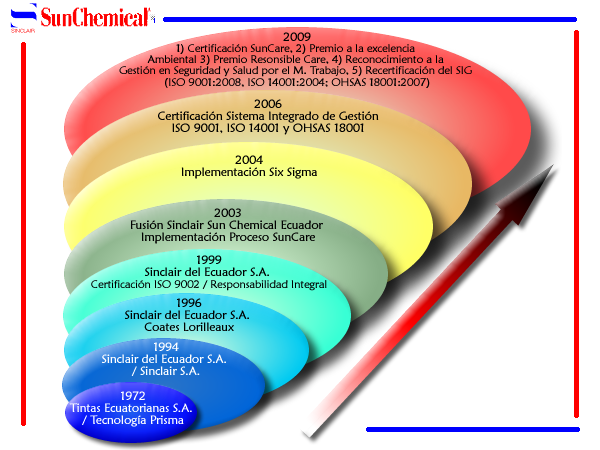 SINCLAIR
SunChemical
2009
1) Certificación SunCare, 2) Premio a la excelencia
Ambiental 3) Premio Resonsible Care, 4) Reconocimiento a la
Gestión en Seguridad y Salud por el M. Trabajo, 5) Recertificación del SIG
(ISO 9001:2008, ISO 14001:2004; OHSAS 18001:2007)
2006
Certificación Sistema Integrado de Gestión
ISO 9001, ISO 14001 y OHSAS 18001
2004
Implementación Six Sigma
2003
Fusión Sinclair Sun Chemical Ecuador
Implementación Proceso SunCare
1999
Sinclair del Ecuador S.A.
Certificación ISO 9002 / Responsabilidad Integral
1996
Sinclair del Ecuador S.A.
Coates Lorilleaux
1994
Sinclair del Ecuador S.A.
/ Sinclair S.A.
1972
Tintas Ecuatorianas S.A.
/ Tecnología Prisma